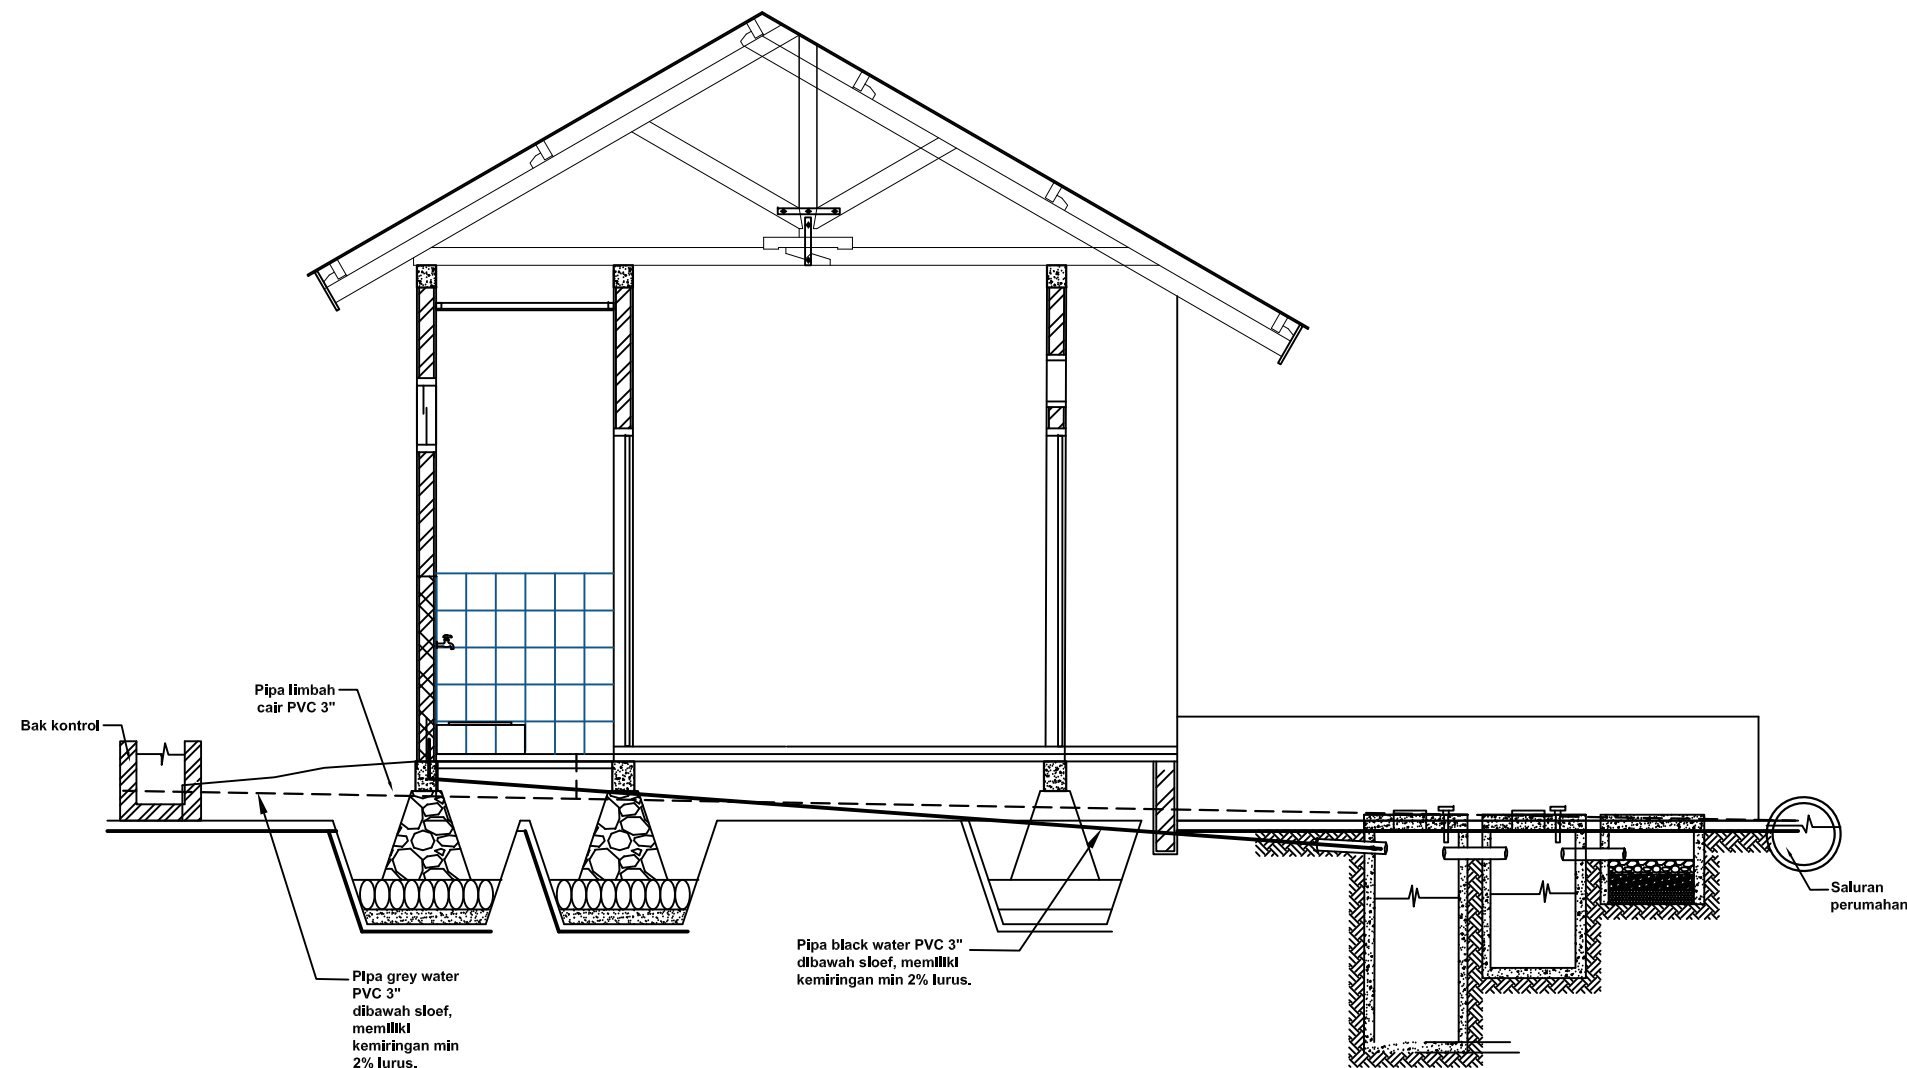 Pipa limbah
cair PVC 3"
Bak kontrol
Saluran
perumahan
Pipa black water PVC 3"
dibawah sloef, memiliki
kemiringan min 2% lurus.
Pipa grey water
PVC 3"
dibawah sloef,
memiliki
kemiringan min
2% lurus.